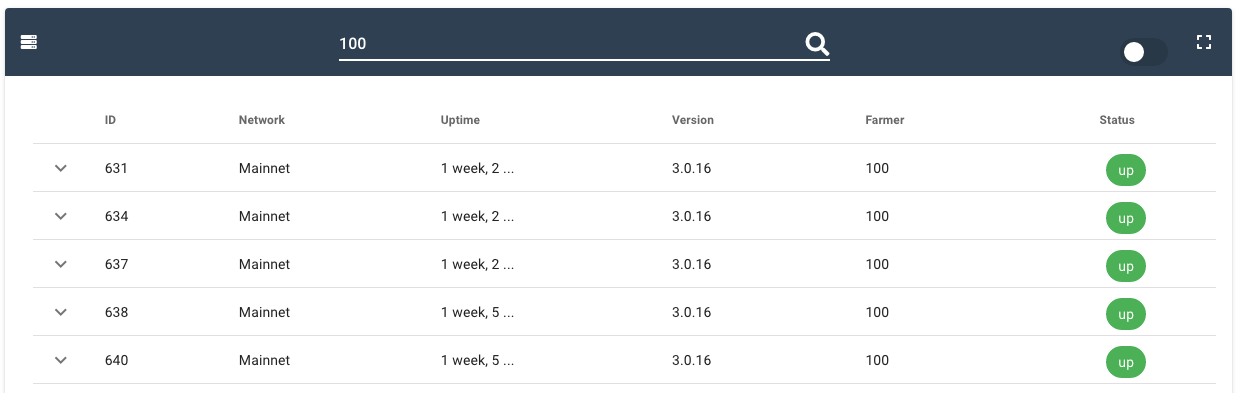 100
ID Network Uptime Version Farmer Status
631 Mainnet 1 week, 2 ... 3.0.16 100 up
634 Mainnet 1 week, 2 ... 3.0.16 100 up
637 Mainnet 1 week, 2 ... 3.0.16 100 up
638 Mainnet 1 week, 5 ... 3.0.16 100 up
640 Mainnet 1 week, 5 ... 3.0.16 100 up